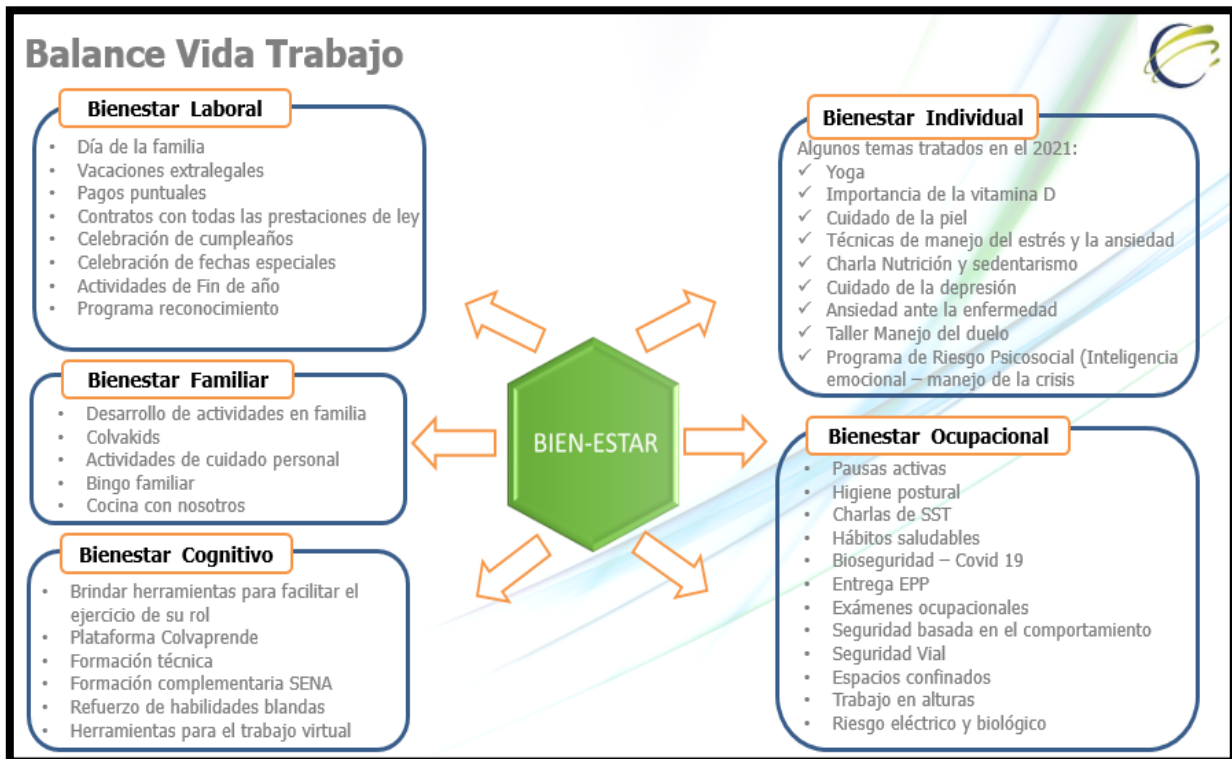 Balance Vida Trabajo
Bienestar Laboral
• Día de la familia
• Vacaciones extralegales
• Pagos puntuales
• Contratos con todas las prestaciones de ley
• Celebración de cumpleaños
• Celebración de fechas especiales
• Actividades de Fin de año
• Programa reconocimiento
Bienestar Familiar
• Desarrollo de actividades en familia
• Colvakids
• Actividades de cuidado personal
• Bingo familiar
• Cocina con nosotros
Bienestar Cognitivo
• Brindar herramientas para facilitar el
ejercicio de su rol
• Plataforma Colvaprende
• Formación técnica
• Formación complementaria SENA
• Refuerzo de habilidades blandas
• Herramientas para el trabajo virtual
BIEN-ESTAR
Bienestar Individual
Algunos temas tratados en el 2021:
✓ Yoga
✓ Importancia de la vitamina D
✓ Cuidado de la piel
✓ Técnicas de manejo del estrés y la ansiedad
✓ Charla Nutrición y sedentarismo
✓ Cuidado de la depresión
✓ Ansiedad ante la enfermedad
✓ Taller Manejo del duelo
✓ Programa de Riesgo Psicosocial (Inteligencia
emocional – manejo de la crisis
Bienestar Ocupacional
• Pausas activas
• Higiene postural
• Charlas de SST
• Hábitos saludables
• Bioseguridad – Covid 19
• Entrega EPP
• Exámenes ocupacionales
• Seguridad basada en el comportamiento
• Seguridad Vial
• Espacios confinados
• Trabajo en alturas
• Riesgo eléctrico y biológico